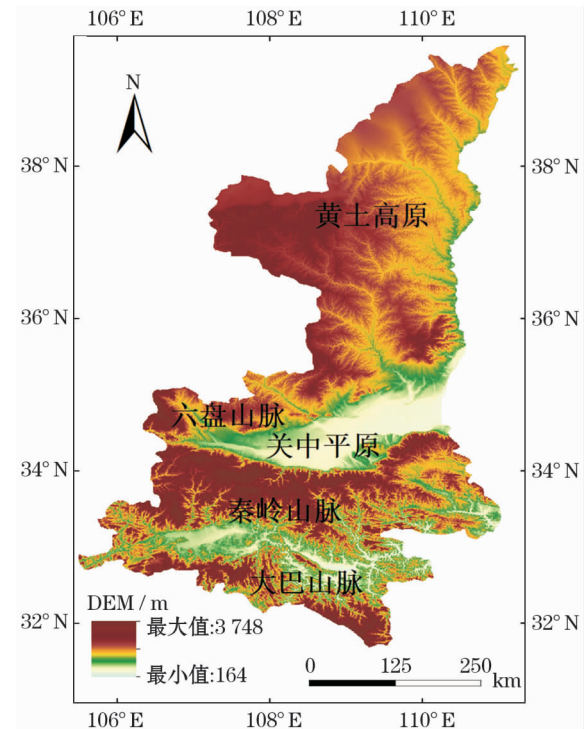 106°E 108°E 110°E
N
38°N 38°N
黄土高原
36°N 36°N
六盘山脉
关中平原
34°N 34°N
秦岭山脉
大巴山脉
DEM / m
32°N 32°N
最大值:3 748
最小值:164
0 125 250
km
106°E 108°E 110°E